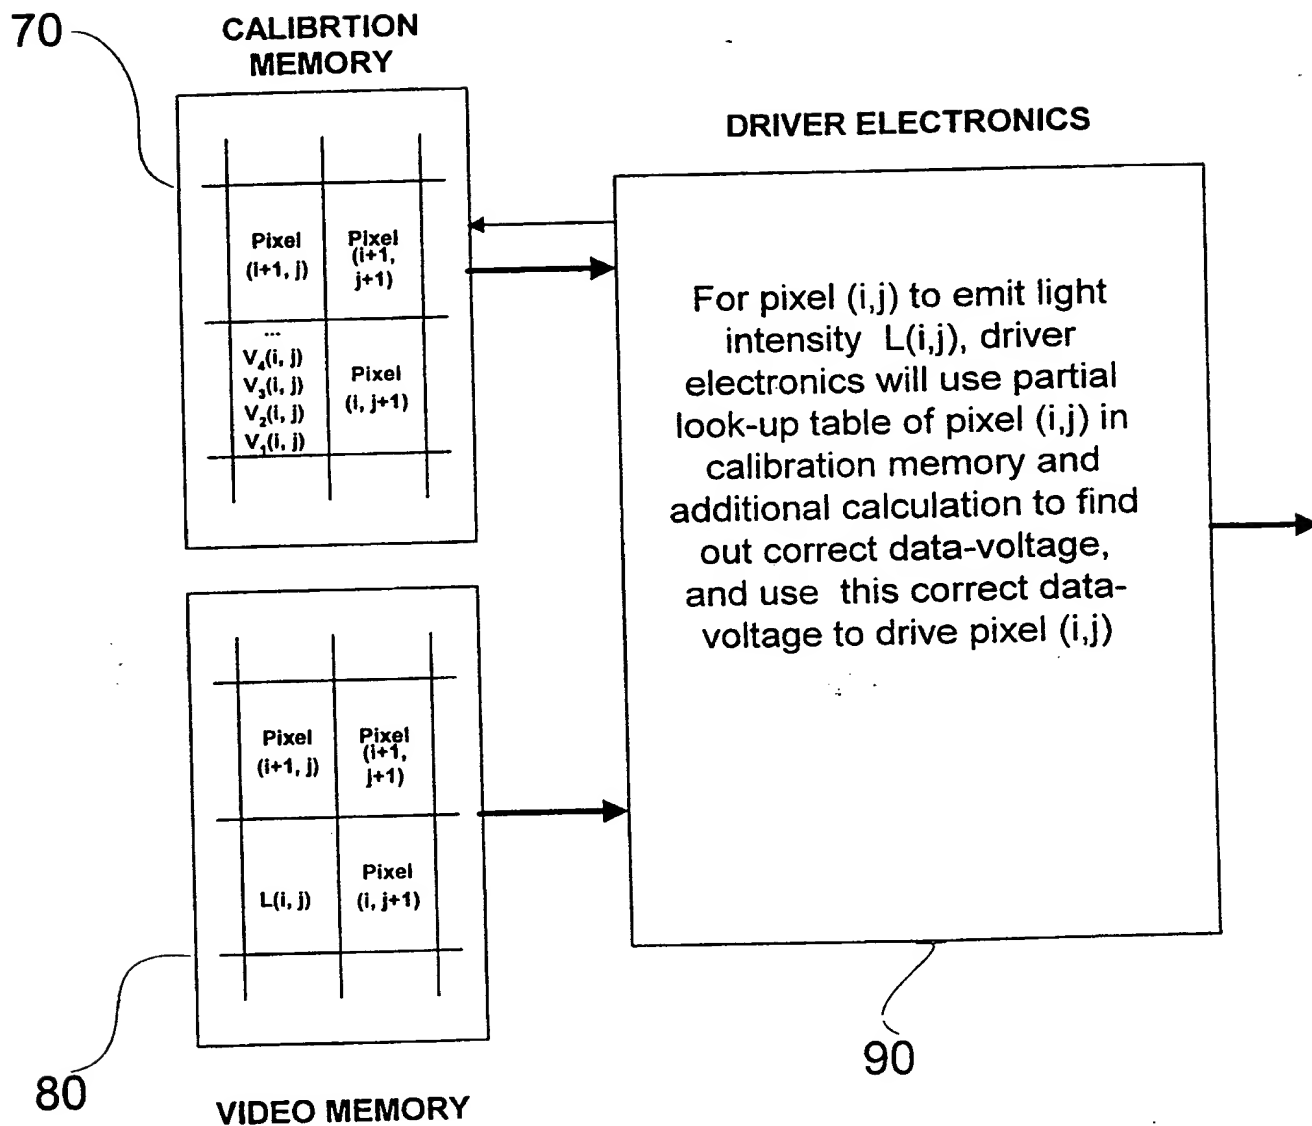 70
CALIBRTION
MEMORY
Pixel
(i+1, j)
Pixel
(i+1,
j+1)
...
V₄(i, j)
V₃(i, j)
V₂(i, j)
V₁(i, j)
Pixel
(i, j+1)
DRIVER ELECTRONICS
For pixel (i,j) to emit light
intensity L(i,j), driver
electronics will use partial
look-up table of pixel (i,j) in
calibration memory and
additional calculation to find
out correct data-voltage,
and use this correct data-
voltage to drive pixel (i,j)
90
Pixel
(i+1, j)
Pixel
(i+1,
j+1)
L(i, j)
Pixel
(i, j+1)
80
VIDEO MEMORY